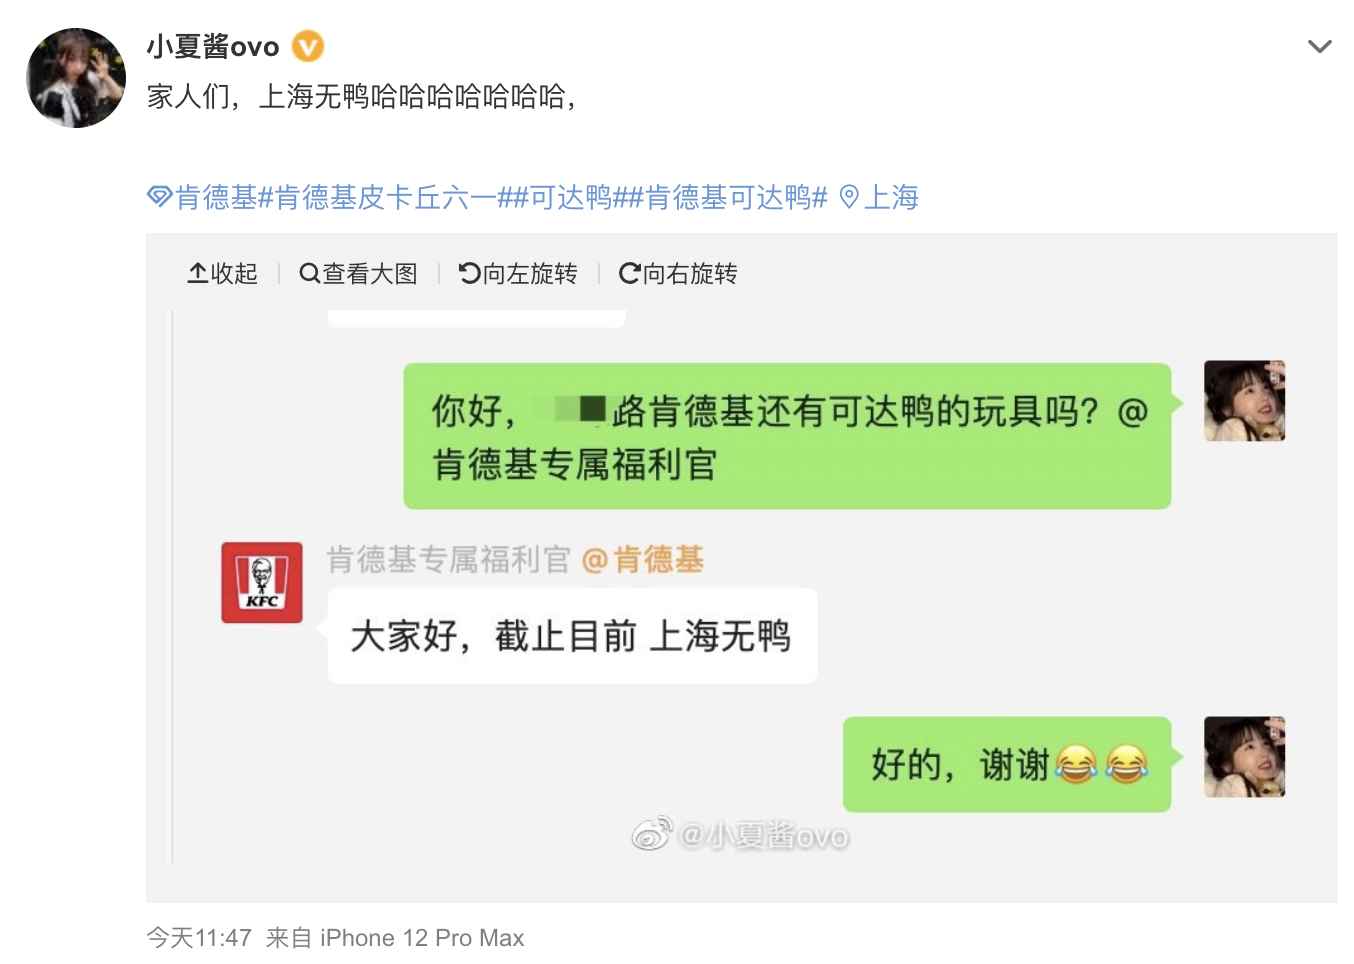 小夏酱ovo
家人们，上海无鸭哈哈哈哈哈哈哈，
肯德基#肯德基皮卡丘六一##可达鸭##肯德基可达鸭# 上海
收起 查看大图 向左旋转 向右旋转
你好， 路肯德基还有可达鸭的玩具吗？@
肯德基专属福利官
肯德基专属福利官 @肯德基
KFC
大家好，截止目前 上海无鸭
好的，谢谢😂😂
@小夏酱ovo
今天11:47 来自 iPhone 12 Pro Max